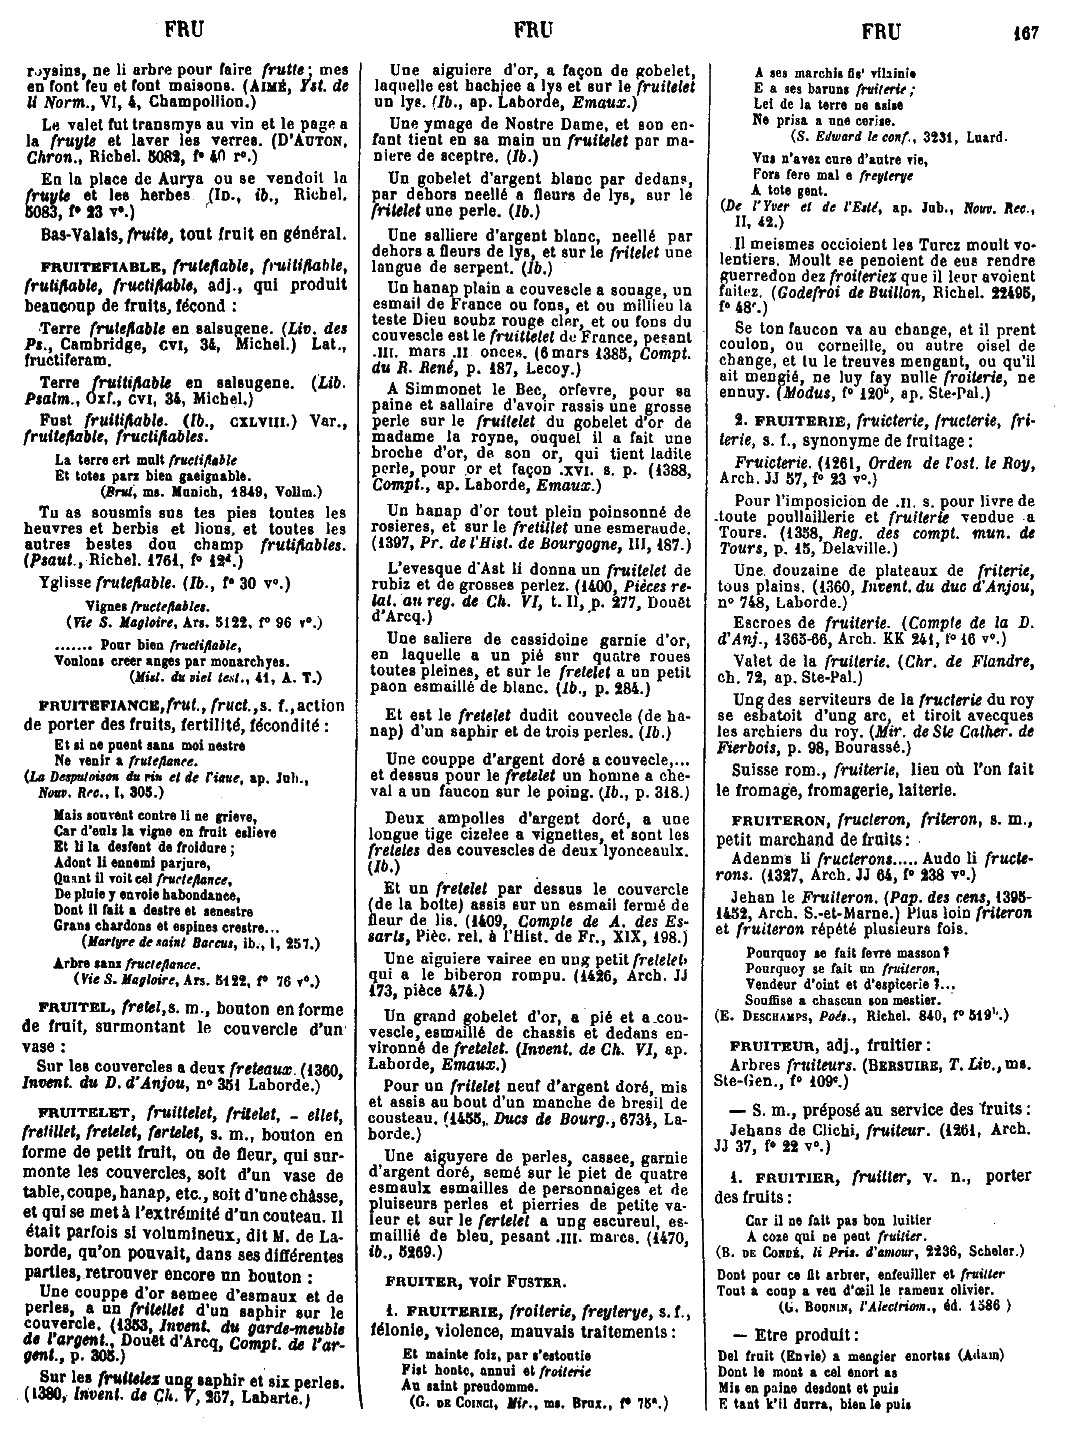 FRU
FRU
FRU
167
roysins, ne li arbre pour faire frutte; mes
en font feu et font maisons. (AIMÉ, Yst. de
li Norm., VI, 4, Champollion.)
Le valet fut transmys au vin et le page a
la fruyte et laver les verres. (D'AUTON,
Chron., Richel. 5082, f° 40 r°.)
En la place de Aurya ou se vendoit la
fruyte et les herbes (ID., ib., Richel.
5083, f° 23 v°.)
Bas-Valais, fruite, tout fruit en général.
FRUITEFIABLE, frutefiable, fruitifiable,
frutifiable, fructifiable, adj., qui produit
beaucoup de fruits, fécond :
Terre frutefiable en salsugene. (Liv. des
Ps., Cambridge, CVI, 34, Michel.) Lat.,
fructiferam.
Terre fruitifiable en salsugene. (Lib.
Psalm., Oxf., CVI, 34, Michel.)
Fust fruitifiable. (Ib., CXLVIII.) Var.,
fruitefiable, fructifiables.
La terre ert mult fructifiable
Et totes parz bien gaeignable.
(Brut, ms. Munich, 1849, Vollm.)
Tu as sousmis sus tes pies toutes les
heuvres et berbis et lions, et toutes les
autres bestes dou champ frutifiables.
(Psaut., Richel. 1761, f° 12d.)
Yglisse frutefiable. (Ib., f° 30 v°.)
Vignes fructefiables.
(Vie S. Magloire, Ars. 5122, f° 96 v°.)
....... Pour bien fructifiable,
Voulons creer anges par monarchyes.
(Mist. du viel test., 41, A. T.)
FRUITEFIANCE, frut., fruct., s. f., action
de porter des fruits, fertilité, fécondité :
Et si ne puent sans moi nestre
Ne venir a frutefiance.
(La Desputoison du vin et de l'iaue, ap. Jub.,
Nouv. Rec., I, 305.)
Mais souvent contre li ne grieve,
Car d'eulz la vigne en fruit eslieve
Et li la desfent de froidure ;
Adont li ennemi parjure,
Quant il voit cel fructefiance,
De pluie y envoie habondance,
Dont il fait a destre et senestre
Grans chardons et espines crestre...
(Martyre de saint Baccus, ib., I, 257.)
Arbre sanz fructefiance.
(Vie S. Magloire, Ars. 5122, f° 76 v°.)
FRUITEL, fretel, s. m., bouton en forme
de fruit, surmontant le couvercle d'un
vase :
Sur les couvercles a deux freteaux. (1360,
Invent. du D. d'Anjou, n° 351 Laborde.)
FRUITELET, fruittelet, fritelet, - ellet,
fretillet, fretelet, fertelet, s. m., bouton en
forme de petit fruit, ou de fleur, qui sur-
monte les couvercles, soit d'un vase de
table, coupe, hanap, etc., soit d'une châsse,
et qui se met à l'extrémité d'un couteau. Il
était parfois si volumineux, dit M. de La-
borde, qu'on pouvait, dans ses différentes
parties, retrouver encore un bouton :
Une couppe d'or semee d'esmaux et de
perles, a un fritellet d'un saphir sur le
couvercle. (1353, Invent. du garde-meuble
de l'argent., Douët d'Arcq, Compt. de l'ar-
gent., p. 305.)
Sur les fruitelez ung saphir et six perles.
(1380, Invent. de Ch. V, 267, Labarte.)
Une aiguiere d'or, a façon de gobelet,
laquelle est hachiee a lys et sur le fruitelet
un lys. (Ib., ap. Laborde, Emaux.)
Une ymage de Nostre Dame, et son en-
fant tient en sa main un fruitelet par ma-
niere de sceptre. (Ib.)
Un gobelet d'argent blanc par dedans,
par dehors neellé a fleurs de lys, sur le
fritelet une perle. (Ib.)
Une salliere d'argent blanc, neellé par
dehors a fleurs de lys, et sur le fritelet une
langue de serpent. (Ib.)
Un hanap plain a couvescle a souage, un
esmail de France ou fons, et ou millieu la
teste Dieu soubz rouge cler, et ou fons du
couvescle est le fruittelet de France, pesant
.III. mars .II onces. (6 mars 1385, Compt.
du R. René, p. 187, Lecoy.)
A Simmonet le Bec, orfevre, pour sa
paine et sallaire d'avoir rassis une grosse
perle sur le fruitelet du gobelet d'or de
madame la royne, ouquel il a fait une
broche d'or, de son or, qui tient ladite
perle, pour or et façon .XVI. s. p. (1388,
Compt., ap. Laborde, Emaux.)
Un hanap d'or tout plein poinsonné de
rosieres, et sur le fretillet une esmeraude.
(1397, Pr. de l'Hist. de Bourgogne, III, 187.)
L'evesque d'Ast li donna un fruitelet de
rubiz et de grosses perlez. (1400, Pièces re-
lat. au reg. de Ch. VI, t. II, p. 277, Douët
d'Arcq.)
Une saliere de cassidoine garnie d'or,
en laquelle a un pié sur quatre roues
toutes pleines, et sur le fretelet a un petit
paon esmaillé de blanc. (Ib., p. 284.)
Et est le fretelet dudit couvecle (de ha-
nap) d'un saphir et de trois perles. (Ib.)
Une couppe d'argent doré a couvecle,...
et dessus pour le fretelet un homne a che-
val a un faucon sur le poing. (Ib., p. 318.)
Deux ampolles d'argent doré, a une
longue tige cizelee a vignettes, et sont les
freteles des couvescles de deux lyonceaulx.
(Ib.)
Et un fretelet par dessus le couvercle
(de la boîte) assis sur un esmail fermé de
fleur de lis. (1409, Compte de A. des Es-
sarts, Pièc. rel. à l'Hist. de Fr., XIX, 198.)
Une aiguiere vairee en ung petit fretelet
qui a le biberon rompu. (1426, Arch. JJ
173, pièce 474.)
Un grand gobelet d'or, a pié et a cou-
vescle, esmaillé de chassis et dedans en-
vironné de fretelet. (Invent. de Ch. VI, ap.
Laborde, Emaux.)
Pour un fritelet neuf d'argent doré, mis
et assis au bout d'un manche de bresil de
cousteau. (1455, Ducs de Bourg., 6734, La-
borde.)
Une aiguyere de perles, cassee, garnie
d'argent doré, semé sur le piet de quatre
esmaulx esmailles de personnaiges et de
pluiseurs perles et pierries de petite va-
leur et sur le fertelet a ung escureul, es-
maillié de bleu, pesant .III. marcs. (1470,
ib., 5269.)
FRUITER, voir FUSTER.
1. FRUITERIE, froiterie, freyterye, s. f.,
félonie, violence, mauvais traitements :
Et mainte fois, par s'estoutie
Fist honte, annui et froiterie
Au saint preudomme.
(G. DE COINCI, Mir., ms. Brux., f° 75a.)
A ses marchis fis' vilainie
E a ses baruns fruiterie ;
Lei de la terre ne asise
Ne prisa a une cerise.
(S. Edward le conf., 3231, Luard.
Vus n'avez cure d'autre vie,
Fors fere mal e freyterye
A tote gent.
(De l'Yver et de l'Esté, ap. Jub., Nouv. Rec.,
II, 42.)
Il meismes occioient les Turcz moult vo-
lentiers. Moult se penoient de eus rendre
guerredon dez froiteriez que il leur avoient
faitez. (Godefroi de Buillon, Richel. 22495,
f° 48c.)
Se ton faucon va au change, et il prent
coulon, ou corneille, ou autre oisel de
change, et tu le treuves mengant, ou qu'il
ait mengié, ne luy fay nulle froiterie, ne
ennuy. (Modus, f° 120b, ap. Ste-Pal.)
2. FRUITERIE, fruicterie, fructerie, fri-
terie, s. f., synonyme de fruitage :
Fruicterie. (1261, Orden de l'ost. le Roy,
Arch. JJ 57, f° 23 v°.)
Pour l'imposicion de .II. s. pour livre de
toute poullaillerie et fruiterie vendue a
Tours. (1358, Reg. des compt. mun. de
Tours, p. 15, Delaville.)
Une douzaine de plateaux de friterie,
tous plains. (1360, Invent. du duc d'Anjou,
n° 748, Laborde.)
Escroes de fruiterie. (Compte de la D.
d'Anj., 1365-66, Arch. KK 241, f° 16 v°.)
Valet de la fruiterie. (Chr. de Flandre,
ch. 72, ap. Ste-Pal.)
Ung des serviteurs de la fructerie du roy
se esbatoit d'ung arc, et tiroit avecques
les archiers du roy. (Mir. de Ste Cather. de
Fierbois, p. 98, Bourassé.)
Suisse rom., fruiterie, lieu où l'on fait
le fromage, fromagerie, laiterie.
FRUITERON, fructeron, friteron, s. m.,
petit marchand de fruits :
Adenms li fructerons..... Audo li fructe-
rons. (1327, Arch. JJ 64, f° 238 v°.)
Jehan le Fruiteron. (Pap. des cens, 1395-
1452, Arch. S.-et-Marne.) Plus loin friteron
et fruiteron répété plusieurs fois.
Pourquoy se fait fevre masson ?
Pourquoy se fait un fruiteron,
Vendeur d'oint et d'espicerie ?...
Souffise a chascun son mestier.
(E. DESCHAMPS, Poés., Richel. 840, f° 519b.)
FRUITEUR, adj., fruitier :
Arbres fruiteurs. (BERSUIRE, T. Liv., ms.
Ste-Gen., f° 109c.)
— S. m., préposé au service des fruits :
Jehans de Clichi, fruiteur. (1261, Arch.
JJ 37, f° 22 v°.)
1. FRUITIER, fruiter, v. n., porter
des fruits :
Car il ne fait pas bon luitier
A coze qui ne peut fruitier.
(B. DE CONDÉ, li Pris. d'amour, 2236, Scheler.)
Dont pour ce fit arbrer, enfeuiller et fruiter
Tout a coup a veu d'œil le rameux olivier.
(G. BOUNIN, l'Alectriom., éd. 1586 )
— Etre produit :
Del fruit (Envie) a mengier enortas (Adam)
Dont le mont a cel enort as
Mis en paine desdont et puis
E tant k'il durra, bien le puis